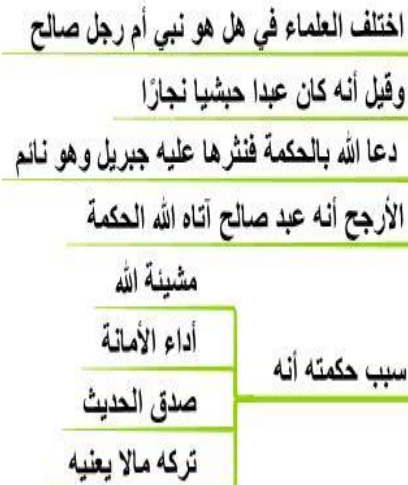 اختلف العلماء في هل هو نبي أم رجل صالح
وقيل أنه كان عبدا حبشيا نجارًا
دعا الله بالحكمة فنثرها عليه جبريل وهو نائم
الأرجح أنه عبد صالح آتاه الله الحكمة
سبب حكمته أنه
مشيئة الله
أداء الأمانة
صدق الحديث
تركه مالا يعنيه